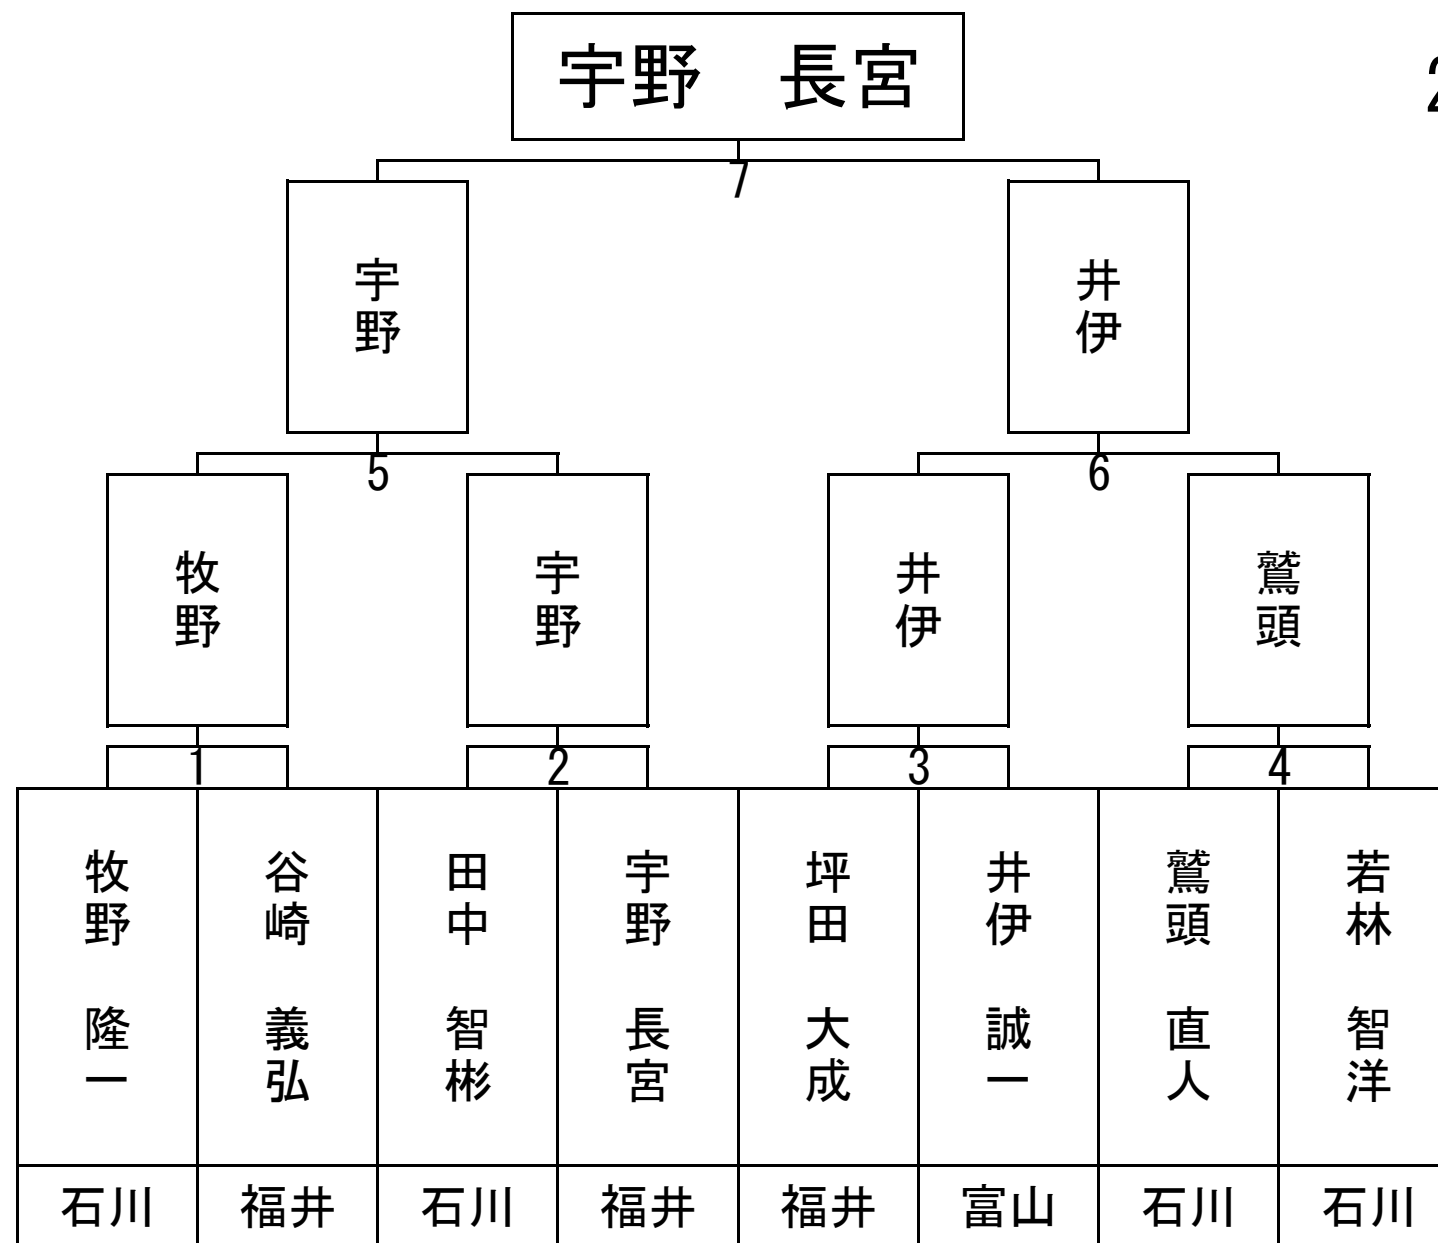 宇野　長宮
2
7
宇野
井伊
5
6
牧野
宇野
井伊
鷲頭
1
2
3
4
牧野　隆一
谷崎　義弘
田中　智彬
宇野　長宮
坪田　大成
井伊　誠一
鷲頭　直人
若林　智洋
石川
福井
石川
福井
福井
富山
石川
石川